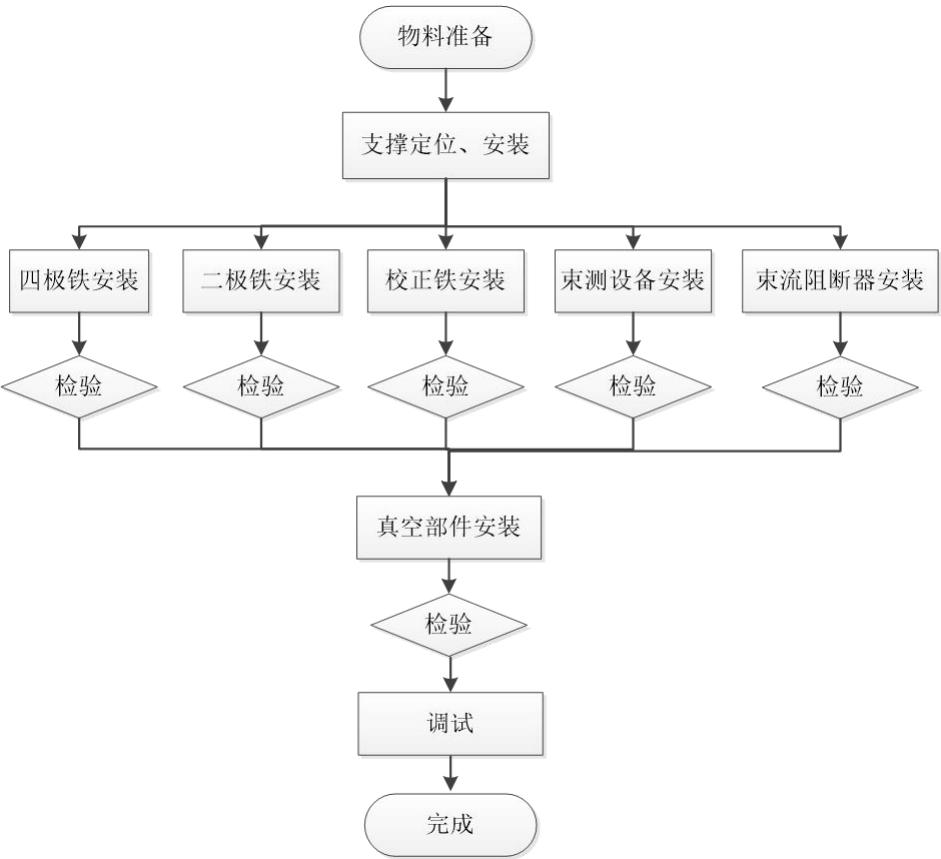 物料准备
支撑定位、安装
四极铁安装
二极铁安装
校正铁安装
束测设备安装
束流阻断器安装
检验
检验
检验
检验
检验
真空部件安装
检验
调试
完成